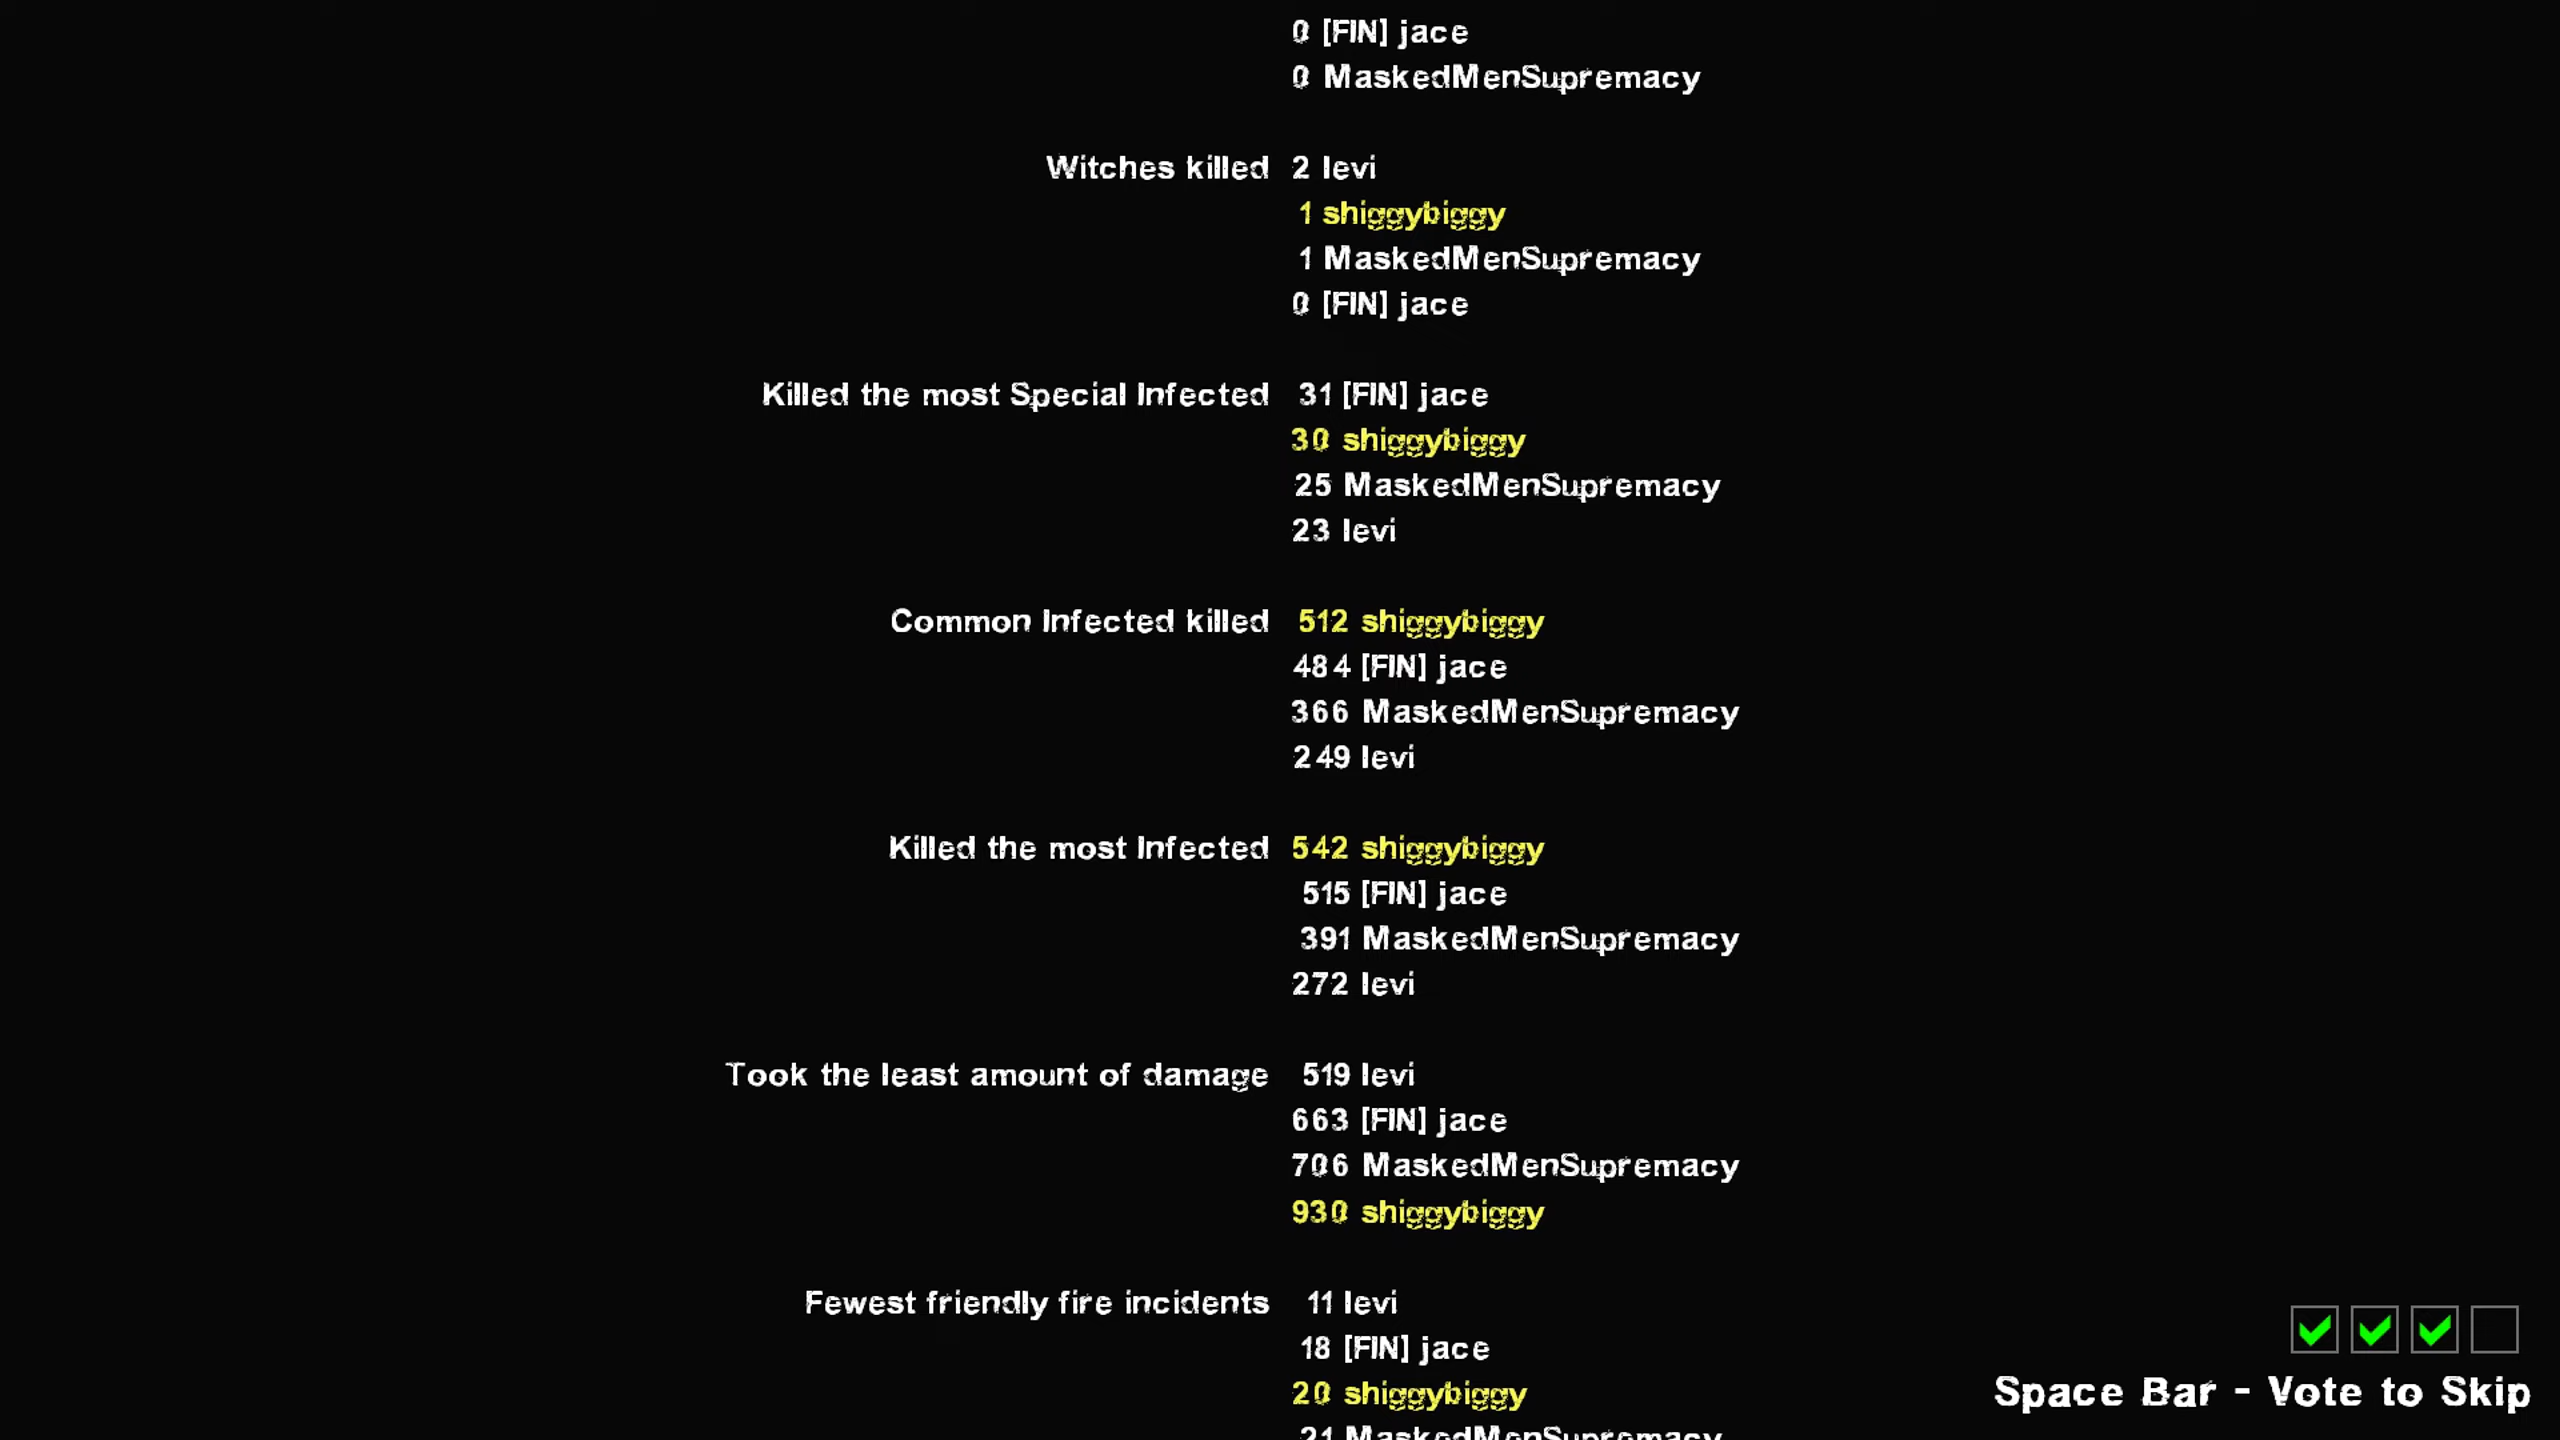 0 [FIN] jace
0 MaskedMenSupremacy
Witches killed 2 levi
1 shiggybiggy
1 MaskedMenSupremacy
0 [FIN] jace
Killed the most Special Infected 31 [FIN] jace
30 shiggybiggy
25 MaskedMenSupremacy
23 levi
Common Infected killed 512 shiggybiggy
484 [FIN] jace
366 MaskedMenSupremacy
249 levi
Killed the most Infected 542 shiggybiggy
515 [FIN] jace
391 MaskedMenSupremacy
272 levi
Took the least amount of damage 519 levi
663 [FIN] jace
706 MaskedMenSupremacy
930 shiggybiggy
Fewest friendly fire incidents 11 levi
18 [FIN] jace
20 shiggybiggy
21 MaskedMenSupremacy
Space Bar - Vote to Skip